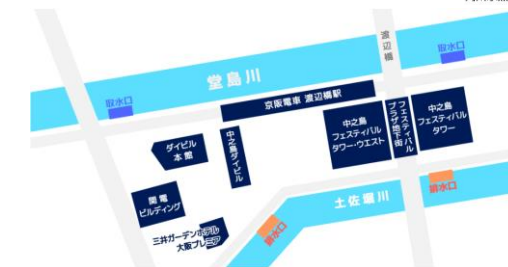 渡辺橋
取水口
堂島川
取水口
京阪電車 渡辺橋駅
ダイビル
本館
中之島ダイビル
中之島
フェスティバル
タワー・ウエスト
フェスティバル
プラザ地下街
中之島
フェスティバル
タワー
関電
ビルディング
土佐堀川
排水口
三井ガーデンホテル
大阪プレミア
排水口